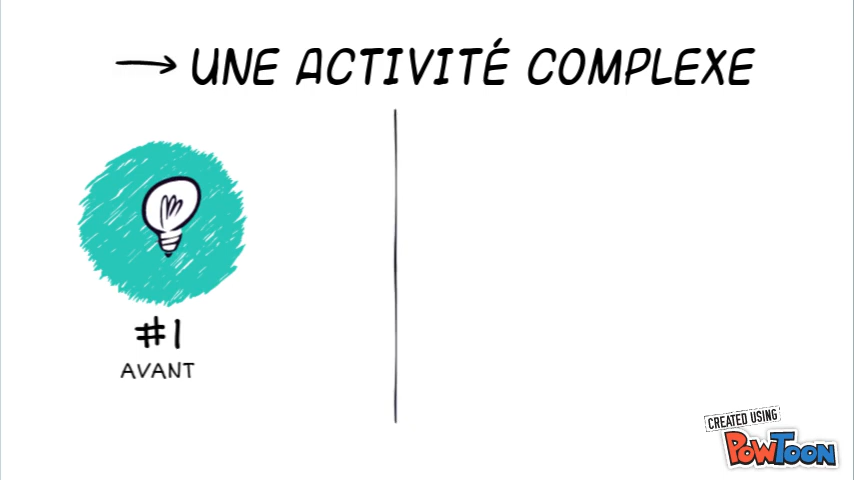 → UNE ACTIVITÉ COMPLEXE
#1
AVANT
CREATED USING
POWTOON